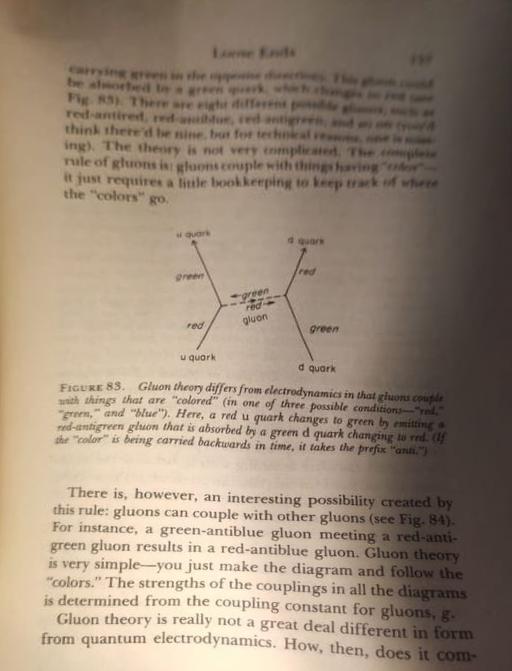 Loose Ends 137
carrying green in the opposite direction). This gluon could
be absorbed by a green quark, which changes to red (see
Fig. 83). There are eight different possible gluons, such as
red-antired, red-antiblue, red-antigreen, and so on (you'd
think there'd be nine, but for technical reasons, one is miss-
ing). The theory is not very complicated. The complete
rule of gluons is: gluons couple with things having "color"—
it just requires a little bookkeeping to keep track of where
the "colors" go.
u quark
d quark
green
red
green
red
gluon
red
green
u quark
d quark
FIGURE 83. Gluon theory differs from electrodynamics in that gluons couple
with things that are "colored" (in one of three possible conditions—"red,"
"green," and "blue"). Here, a red u quark changes to green by emitting a
red-antigreen gluon that is absorbed by a green d quark changing to red. (If
the "color" is being carried backwards in time, it takes the prefix "anti.")
There is, however, an interesting possibility created by
this rule: gluons can couple with other gluons (see Fig. 84).
For instance, a green-antiblue gluon meeting a red-anti-
green gluon results in a red-antiblue gluon. Gluon theory
is very simple—you just make the diagram and follow the
"colors." The strengths of the couplings in all the diagrams
is determined from the coupling constant for gluons, g.
Gluon theory is really not a great deal different in form
from quantum electrodynamics. How, then, does it com-